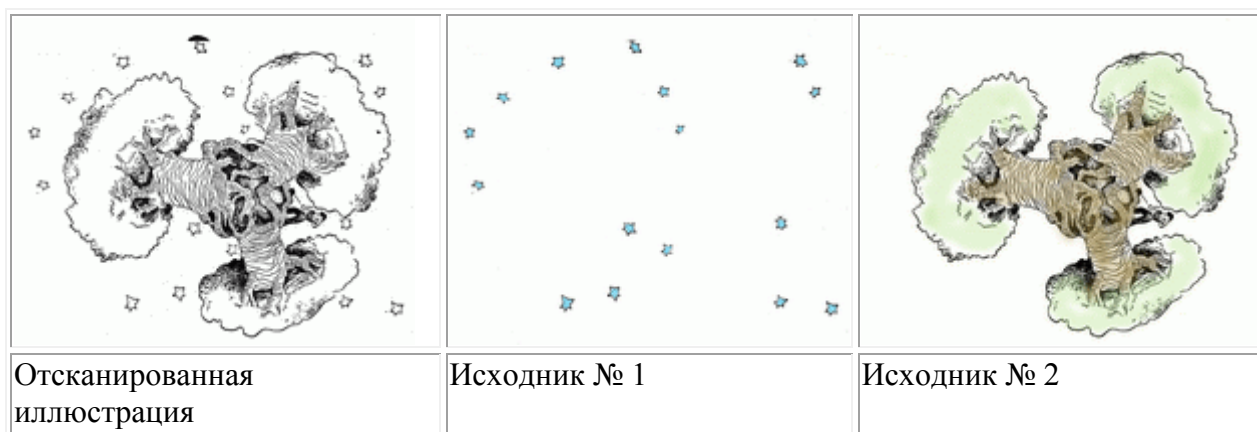 Отсканированная
иллюстрация
Исходник № 1
Исходник № 2